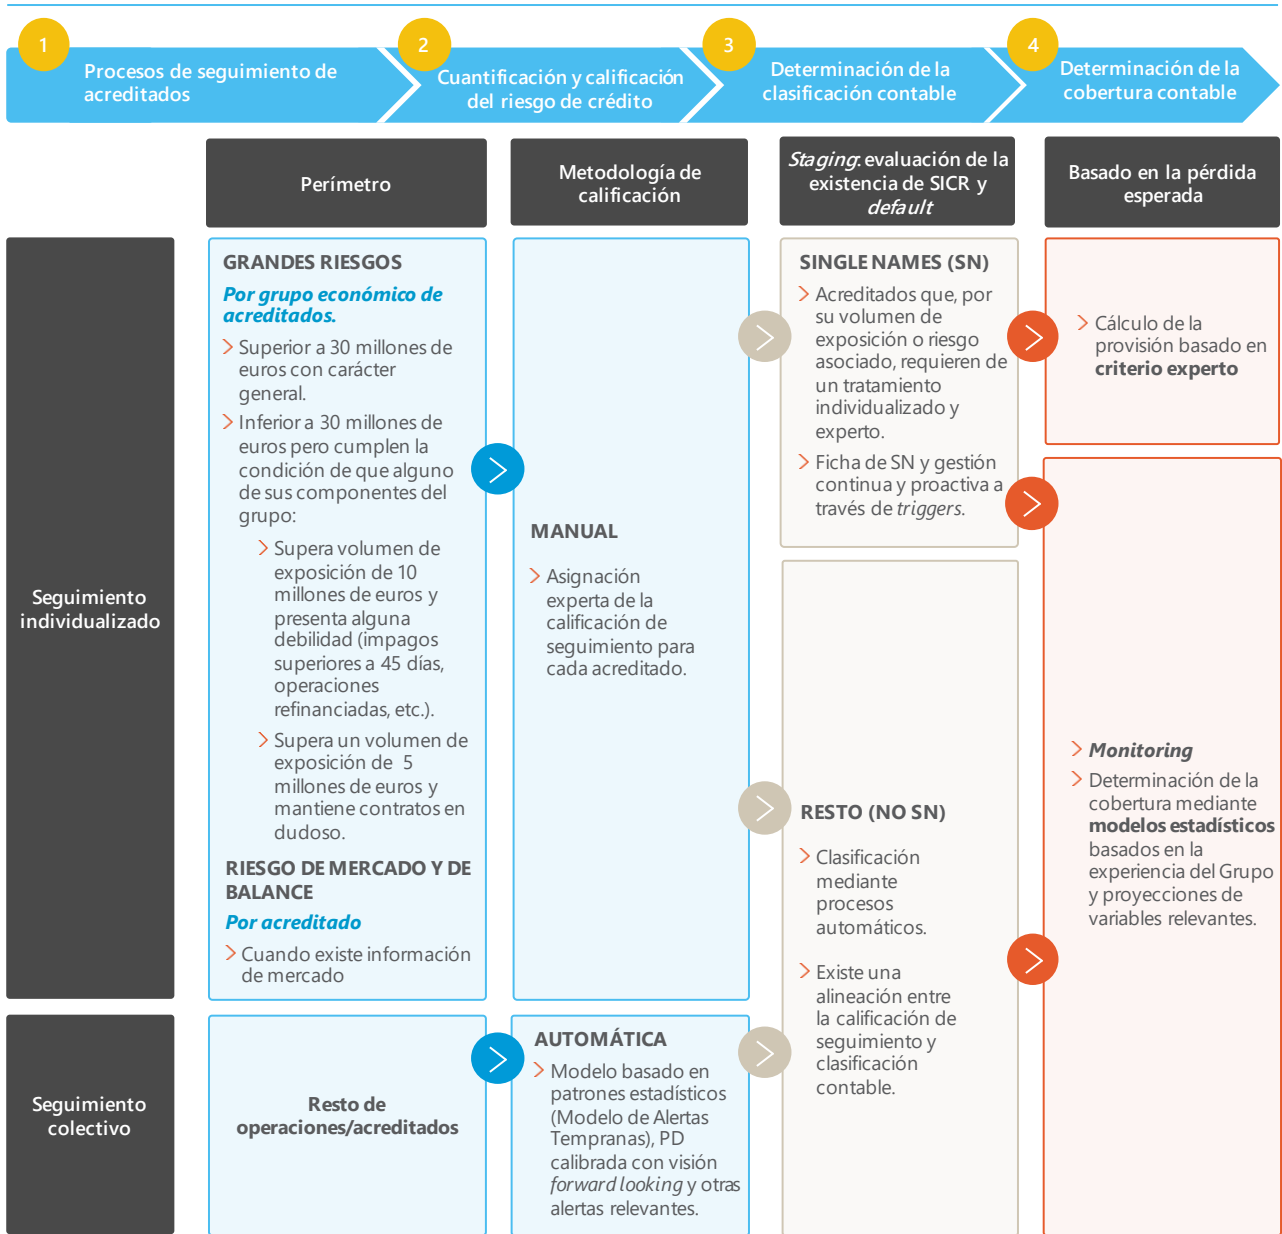 1
Procesos de seguimiento de
acreditados
2
Cuantificación y calificación
del riesgo de crédito
3
Determinación de la
clasificación contable
4
Determinación de la
cobertura contable
Perímetro
Metodología de
calificación
Staging: evaluación de la
existencia de SICR y
default
Basado en la pérdida
esperada
Seguimiento
individualizado
GRANDES RIESGOS
Por grupo económico de
acreditados.
Superior a 30 millones de
euros con carácter
general.
Inferior a 30 millones de
euros pero cumplen la
condición de que alguno
de sus componentes del
grupo:
Supera volumen de
exposición de 10
millones de euros y
presenta alguna
debilidad (impagos
superiores a 45 días,
operaciones
refinanciadas, etc.).
Supera un volumen de
exposición de 5
millones de euros y
mantiene contratos en
dudoso.
RIESGO DE MERCADO Y DE
BALANCE
Por acreditado
Cuando existe información
de mercado
MANUAL
Asignación
experta de la
calificación de
seguimiento para
cada acreditado.
SINGLE NAMES (SN)
Acreditados que, por
su volumen de
exposición o riesgo
asociado, requieren de
un tratamiento
individualizado y
experto.
Ficha de SN y gestión
continua y proactiva a
través de triggers.
Cálculo de la
provisión basado en
criterio experto
RESTO (NO SN)
Clasificación
mediante
procesos
automáticos.
Existe una
alineación entre
la calificación de
seguimiento y
clasificación
contable.
Monitoring
Determinación de la
cobertura mediante
modelos estadísticos
basados en la
experiencia del Grupo
y proyecciones de
variables relevantes.
Seguimiento
colectivo
Resto de
operaciones/acreditados
AUTOMÁTICA
Modelo basado en
patrones estadísticos
(Modelo de Alertas
Tempranas), PD
calibrada con visión
forward looking y otras
alertas relevantes.